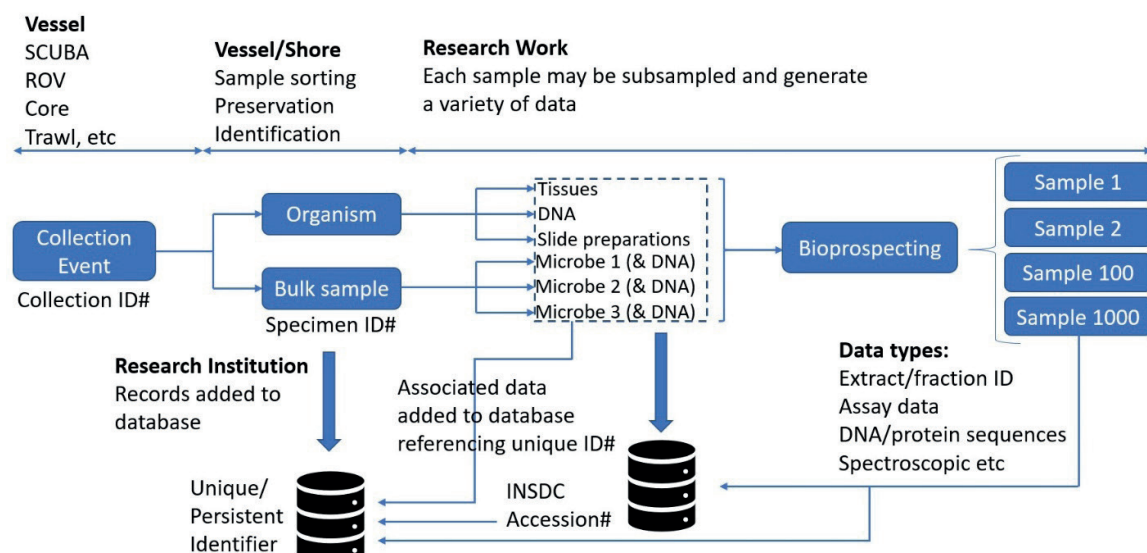 Vessel
SCUBA
ROV
Core
Trawl, etc
Vessel/Shore
Sample sorting
Preservation
Identification
Research Work
Each sample may be subsampled and generate
a variety of data
Collection
Event
Collection ID#
Organism
Bulk sample
Specimen ID#
Tissues
DNA
Slide preparations
Microbe 1 (& DNA)
Microbe 2 (& DNA)
Microbe 3 (& DNA)
Bioprospecting
Sample 1
Sample 2
Sample 100
Sample 1000
Research Institution
Records added to
database
Associated data
added to database
referencing unique ID#
Data types:
Extract/fraction ID
Assay data
DNA/protein sequences
Spectroscopic etc
Unique/
Persistent
Identifier
INSDC
Accession#